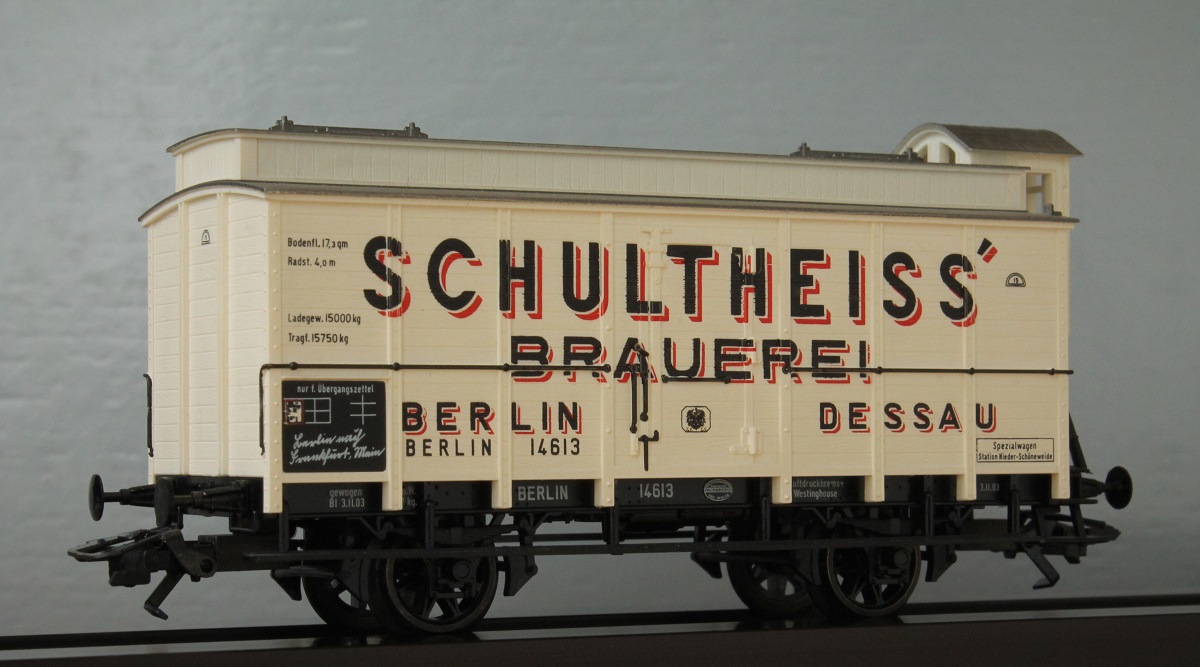 Bodenfl. 17,3 qm
Radst. 4,0 m
SCHULTHEISS'
Ladegew. 15000 kg
Tragf. 15750 kg
BRAUEREI
nur f. Übergangszettel
Berlin nach
Frankfurt, Main
BERLIN DESSAU
BERLIN 14613
Spezialwagen
Station Nieder-Schöneweide
gewogen
BI 3.11.03
kg.
BERLIN 14613
Westinghouse
3.11.03